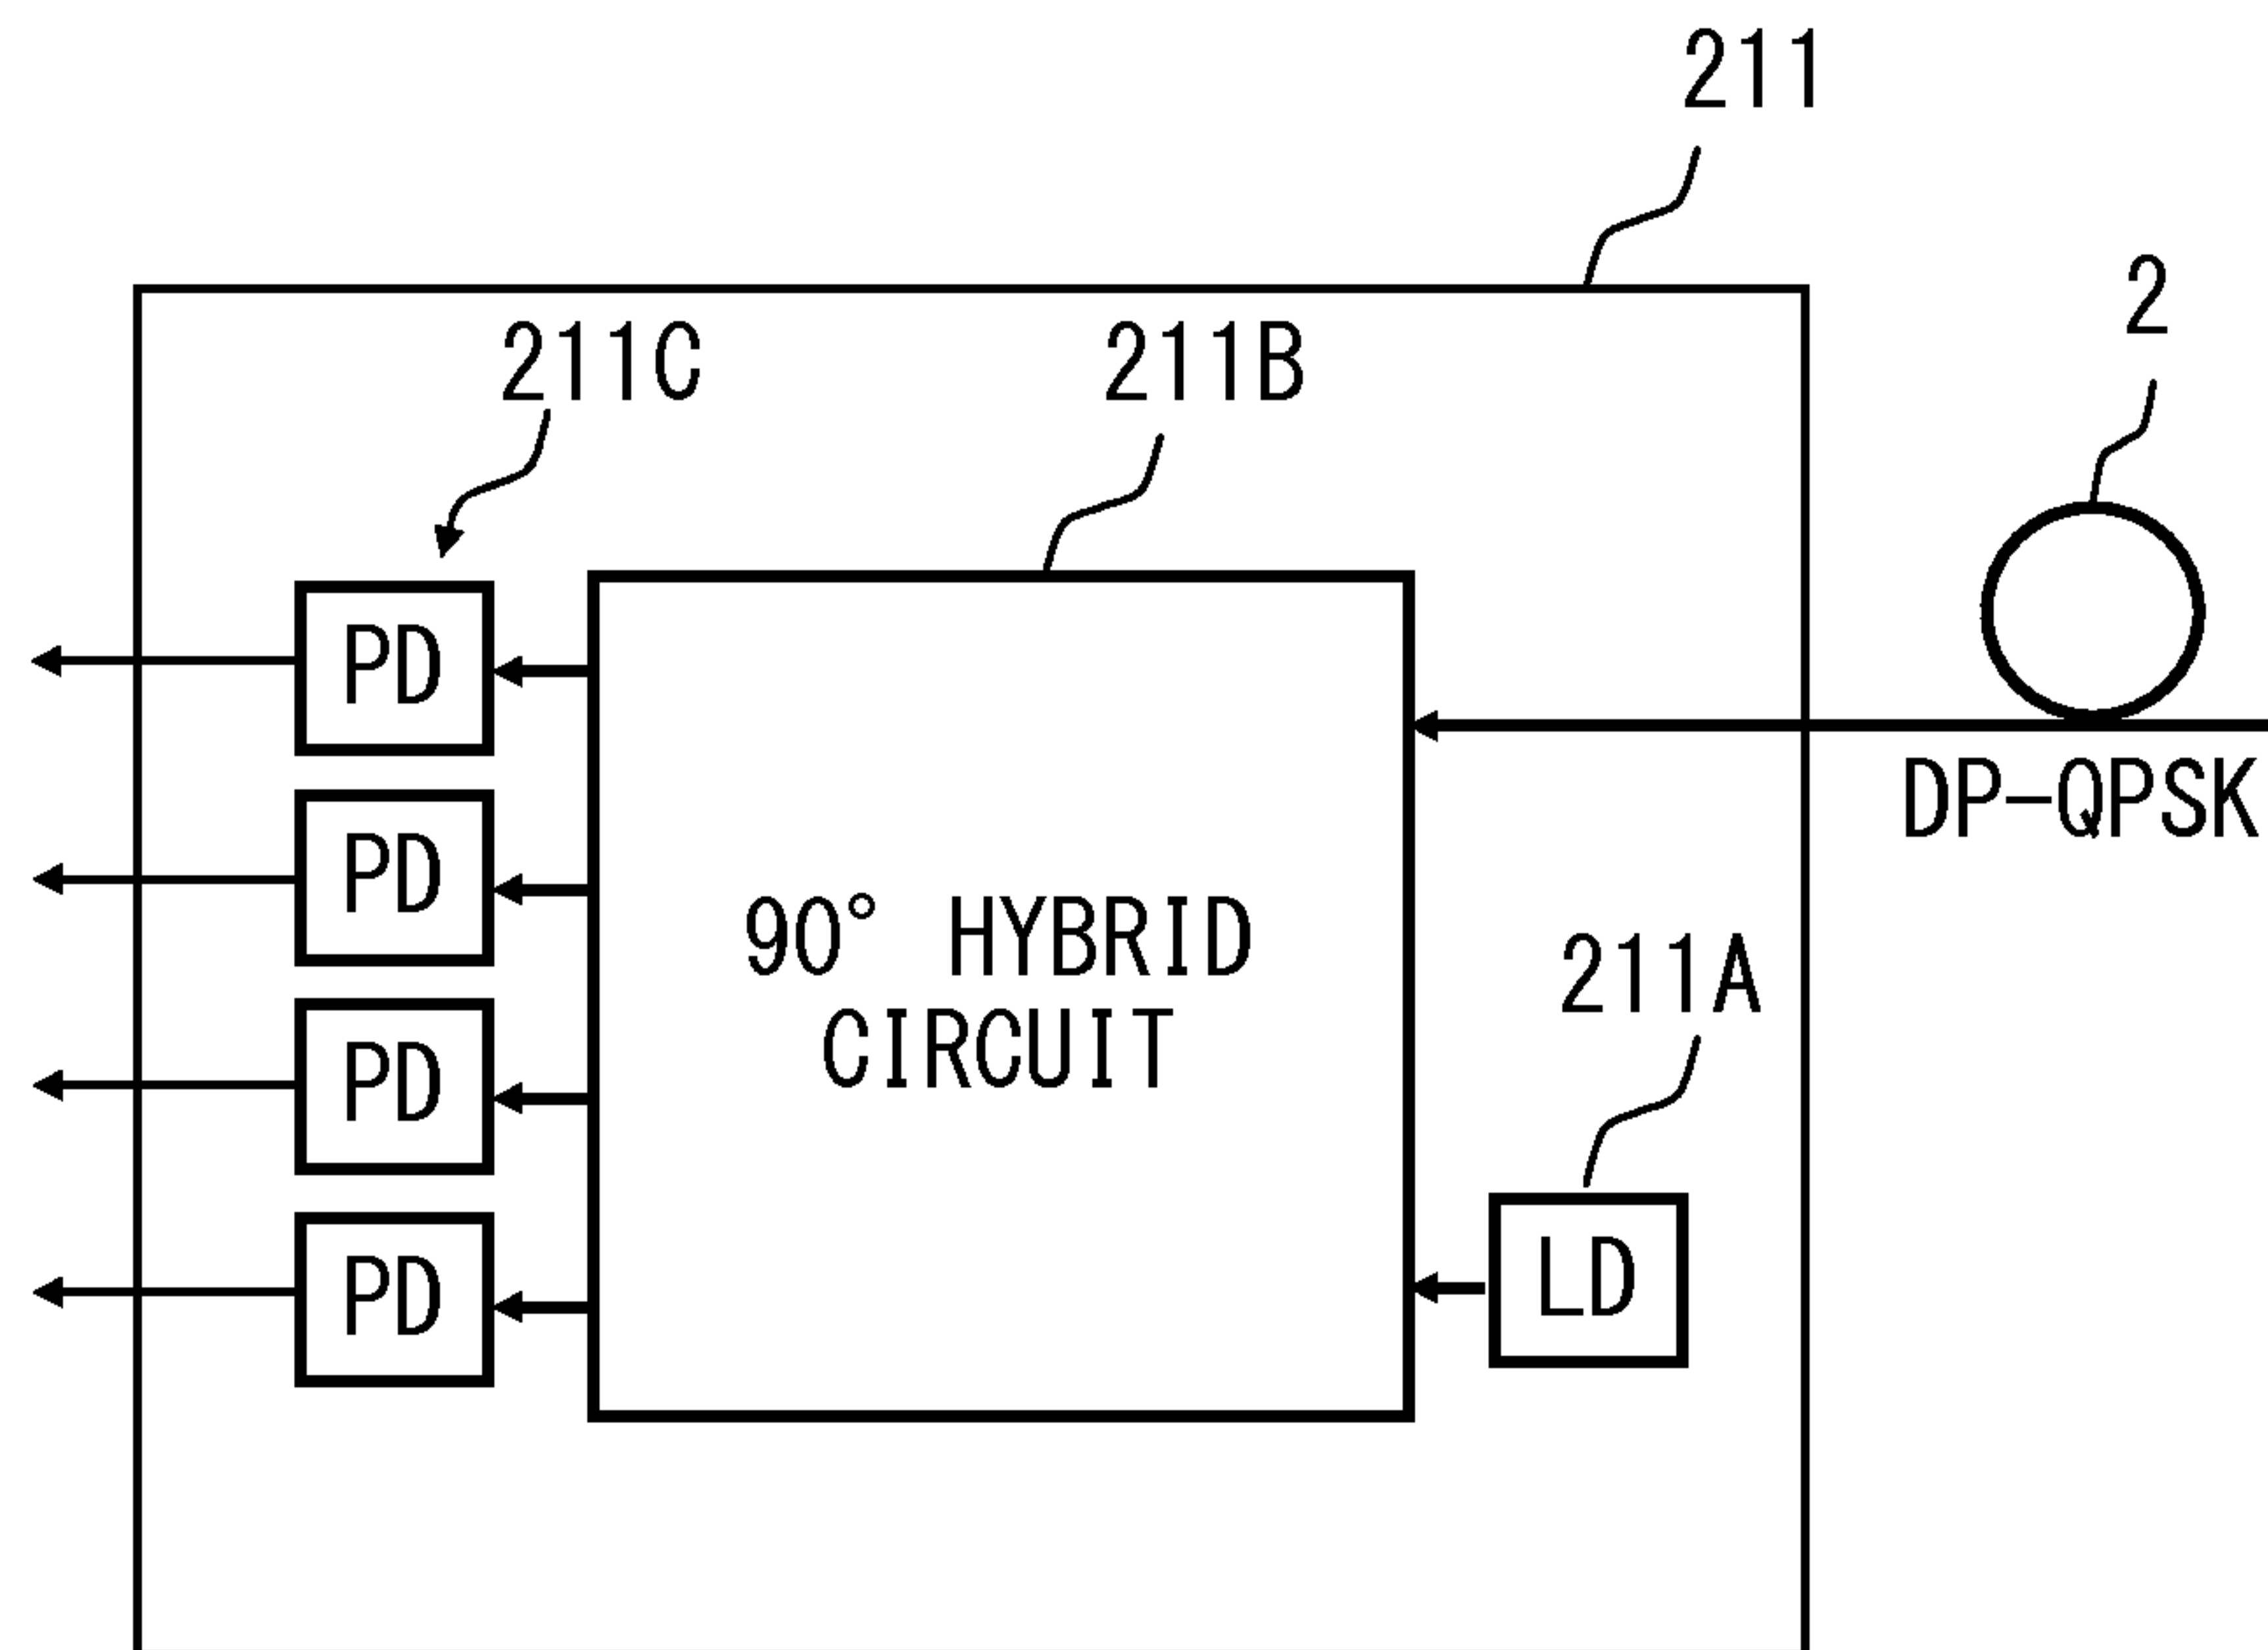 211
2
211C
211B
PD
DP-QPSK
PD
90° HYBRID
CIRCUIT
211A
PD
LD
PD